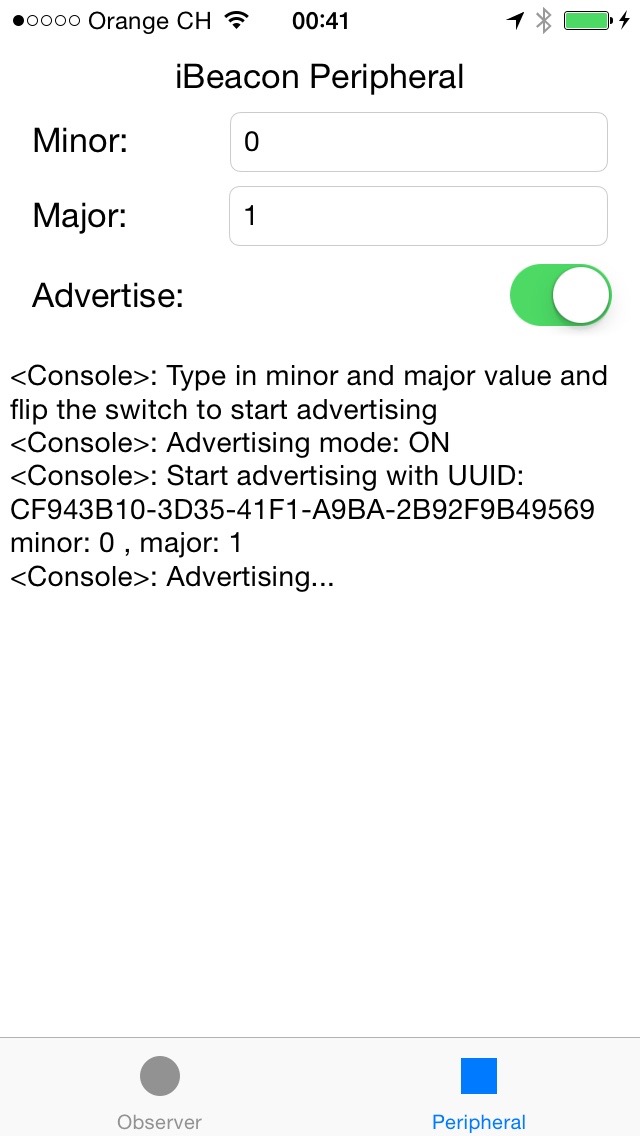 Orange CH 00:41
iBeacon Peripheral
Minor: 0
Major: 1
Advertise:
<Console>: Type in minor and major value and
flip the switch to start advertising
<Console>: Advertising mode: ON
<Console>: Start advertising with UUID:
CF943B10-3D35-41F1-A9BA-2B92F9B49569
minor: 0 , major: 1
<Console>: Advertising...
Observer Peripheral